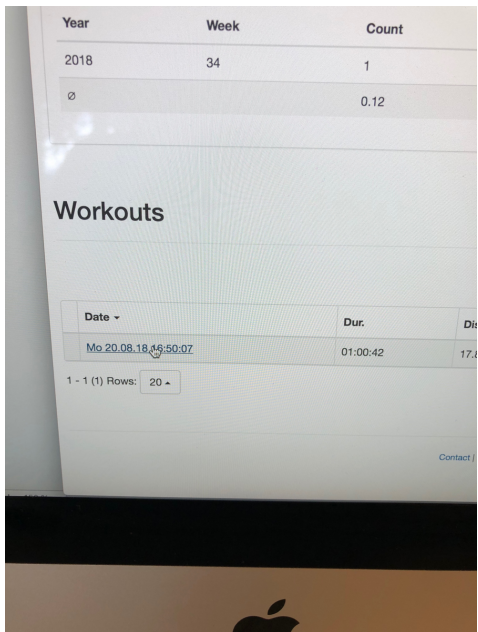 Year Week Count
2018 34 1
Ø 0.12
Workouts
Date Dur.
Mo 20.08.18 16:50:07 01:00:42
1 - 1 (1) Rows: 20
Contact |